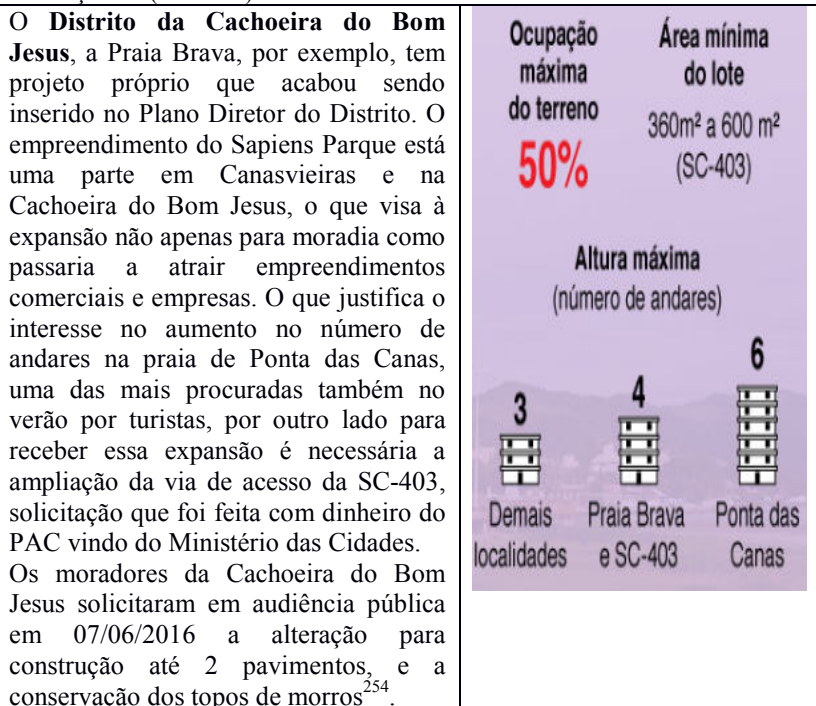 O Distrito da Cachoeira do Bom
Jesus, a Praia Brava, por exemplo, tem
projeto próprio que acabou sendo
inserido no Plano Diretor do Distrito. O
empreendimento do Sapiens Parque está
uma parte em Canasvieiras e na
Cachoeira do Bom Jesus, o que visa à
expansão não apenas para moradia como
passaria a atrair empreendimentos
comerciais e empresas. O que justifica o
interesse no aumento no número de
andares na praia de Ponta das Canas,
uma das mais procuradas também no
verão por turistas, por outro lado para
receber essa expansão é necessária a
ampliação da via de acesso da SC-403,
solicitação que foi feita com dinheiro do
PAC vindo do Ministério das Cidades.
Os moradores da Cachoeira do Bom
Jesus solicitaram em audiência pública
em 07/06/2016 a alteração para
construção até 2 pavimentos, e a
conservação dos topos de morros254.
Ocupação
máxima
do terreno
50%
Área mínima
do lote
360m² a 600 m²
(SC-403)
Altura máxima
(número de andares)
3
Demais
localidades
4
Praia Brava
e SC-403
6
Ponta das
Canas